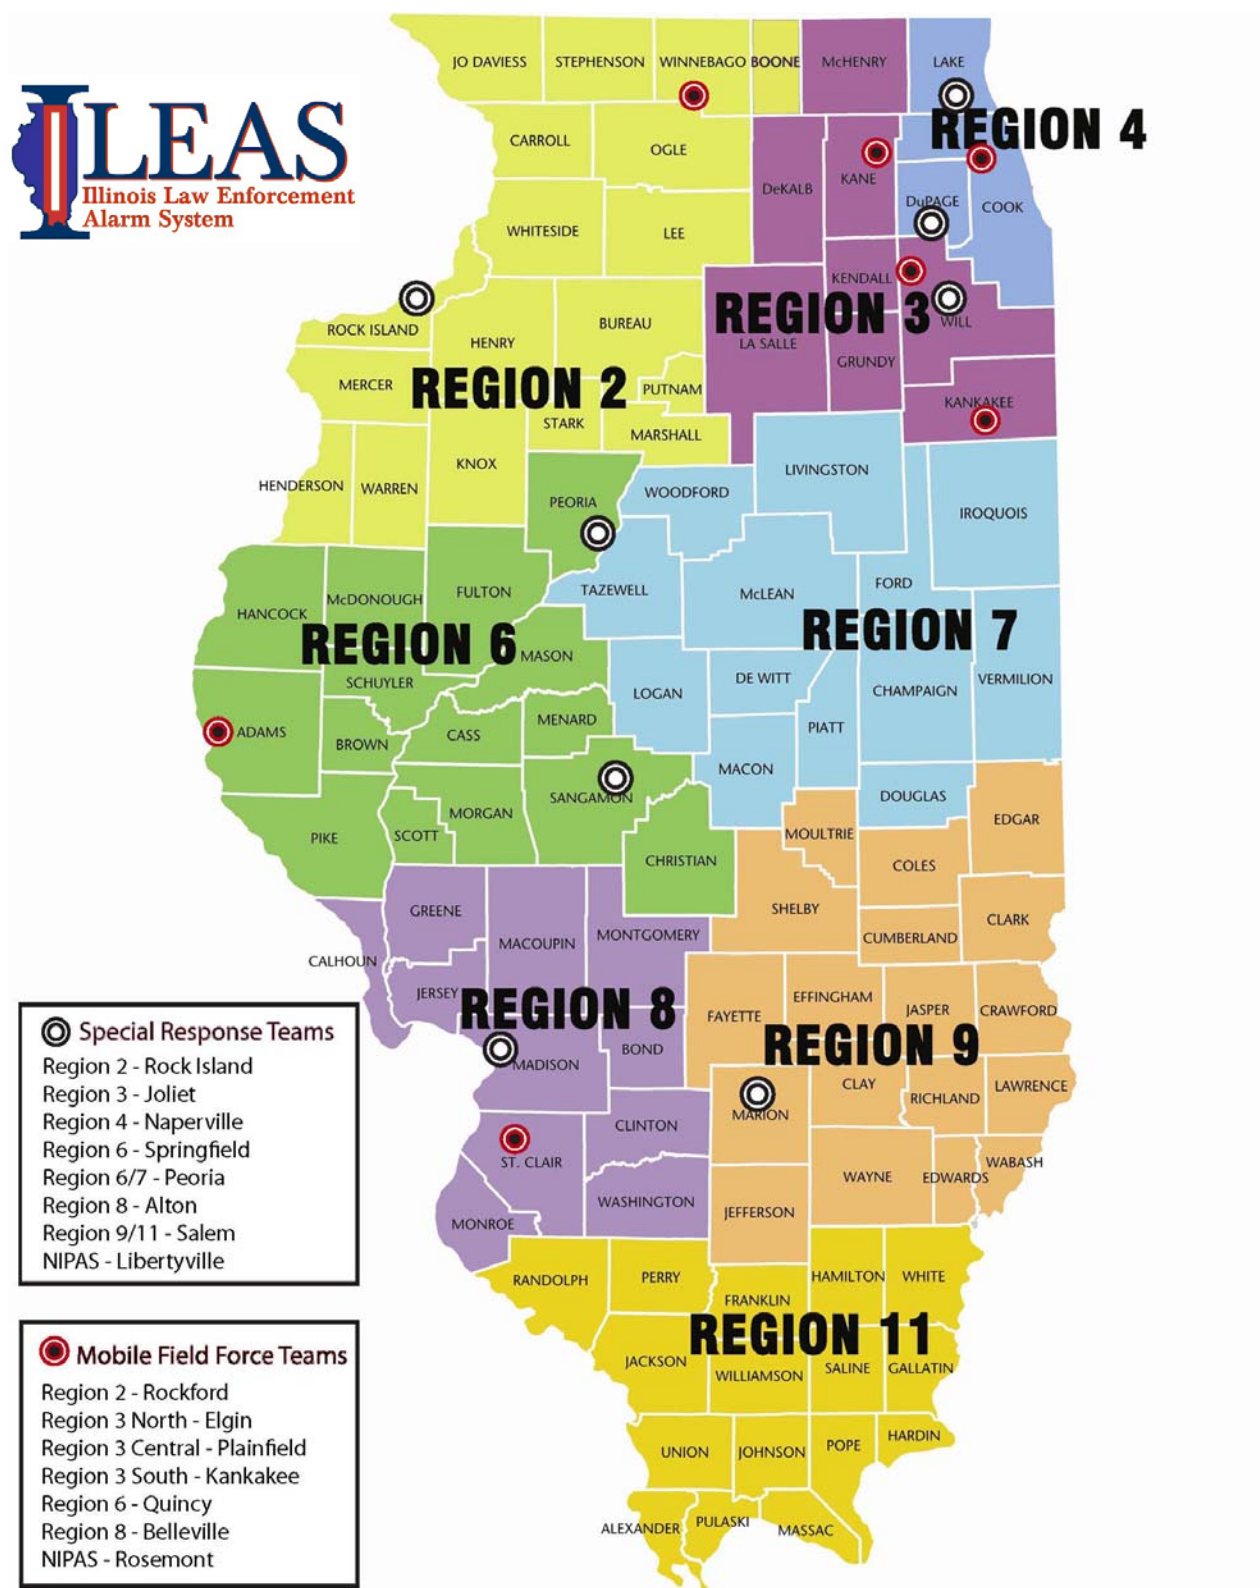 JO DAVIESS
STEPHENSON
WINNEBAGO
BOONE
McHENRY
LAKE
ILEAS
Illinois Law Enforcement
Alarm System
REGION 4
CARROLL
OGLE
DeKALB
KANE
DuPAGE
COOK
WHITESIDE
LEE
KENDALL
REGION 3
WILL
ROCK ISLAND
HENRY
BUREAU
LA SALLE
GRUNDY
MERCER
REGION 2
PUTNAM
KANKAKEE
STARK
MARSHALL
HENDERSON
WARREN
KNOX
PEORIA
WOODFORD
LIVINGSTON
IROQUOIS
HANCOCK
McDONOUGH
FULTON
TAZEWELL
McLEAN
FORD
REGION 6
MASON
REGION 7
SCHUYLER
LOGAN
DE WITT
CHAMPAIGN
VERMILION
ADAMS
BROWN
CASS
MENARD
PIATT
MACON
SANGAMON
DOUGLAS
PIKE
SCOTT
MORGAN
CHRISTIAN
MOULTRIE
COLES
EDGAR
GREENE
MACOUPIN
MONTGOMERY
SHELBY
CUMBERLAND
CLARK
CALHOUN
JERSEY
REGION 8
FAYETTE
EFFINGHAM
JASPER
CRAWFORD
MADISON
BOND
REGION 9
CLAY
RICHLAND
LAWRENCE
MARION
CLINTON
ST. CLAIR
WAYNE
EDWARDS
WABASH
WASHINGTON
JEFFERSON
MONROE
RANDOLPH
PERRY
FRANKLIN
HAMILTON
WHITE
REGION 11
JACKSON
WILLIAMSON
SALINE
GALLATIN
UNION
JOHNSON
POPE
HARDIN
ALEXANDER
PULASKI
MASSAC
Special Response Teams
Region 2 - Rock Island
Region 3 - Joliet
Region 4 - Naperville
Region 6 - Springfield
Region 6/7 - Peoria
Region 8 - Alton
Region 9/11 - Salem
NIPAS - Libertyville
Mobile Field Force Teams
Region 2 - Rockford
Region 3 North - Elgin
Region 3 Central - Plainfield
Region 3 South - Kankakee
Region 6 - Quincy
Region 8 - Belleville
NIPAS - Rosemont